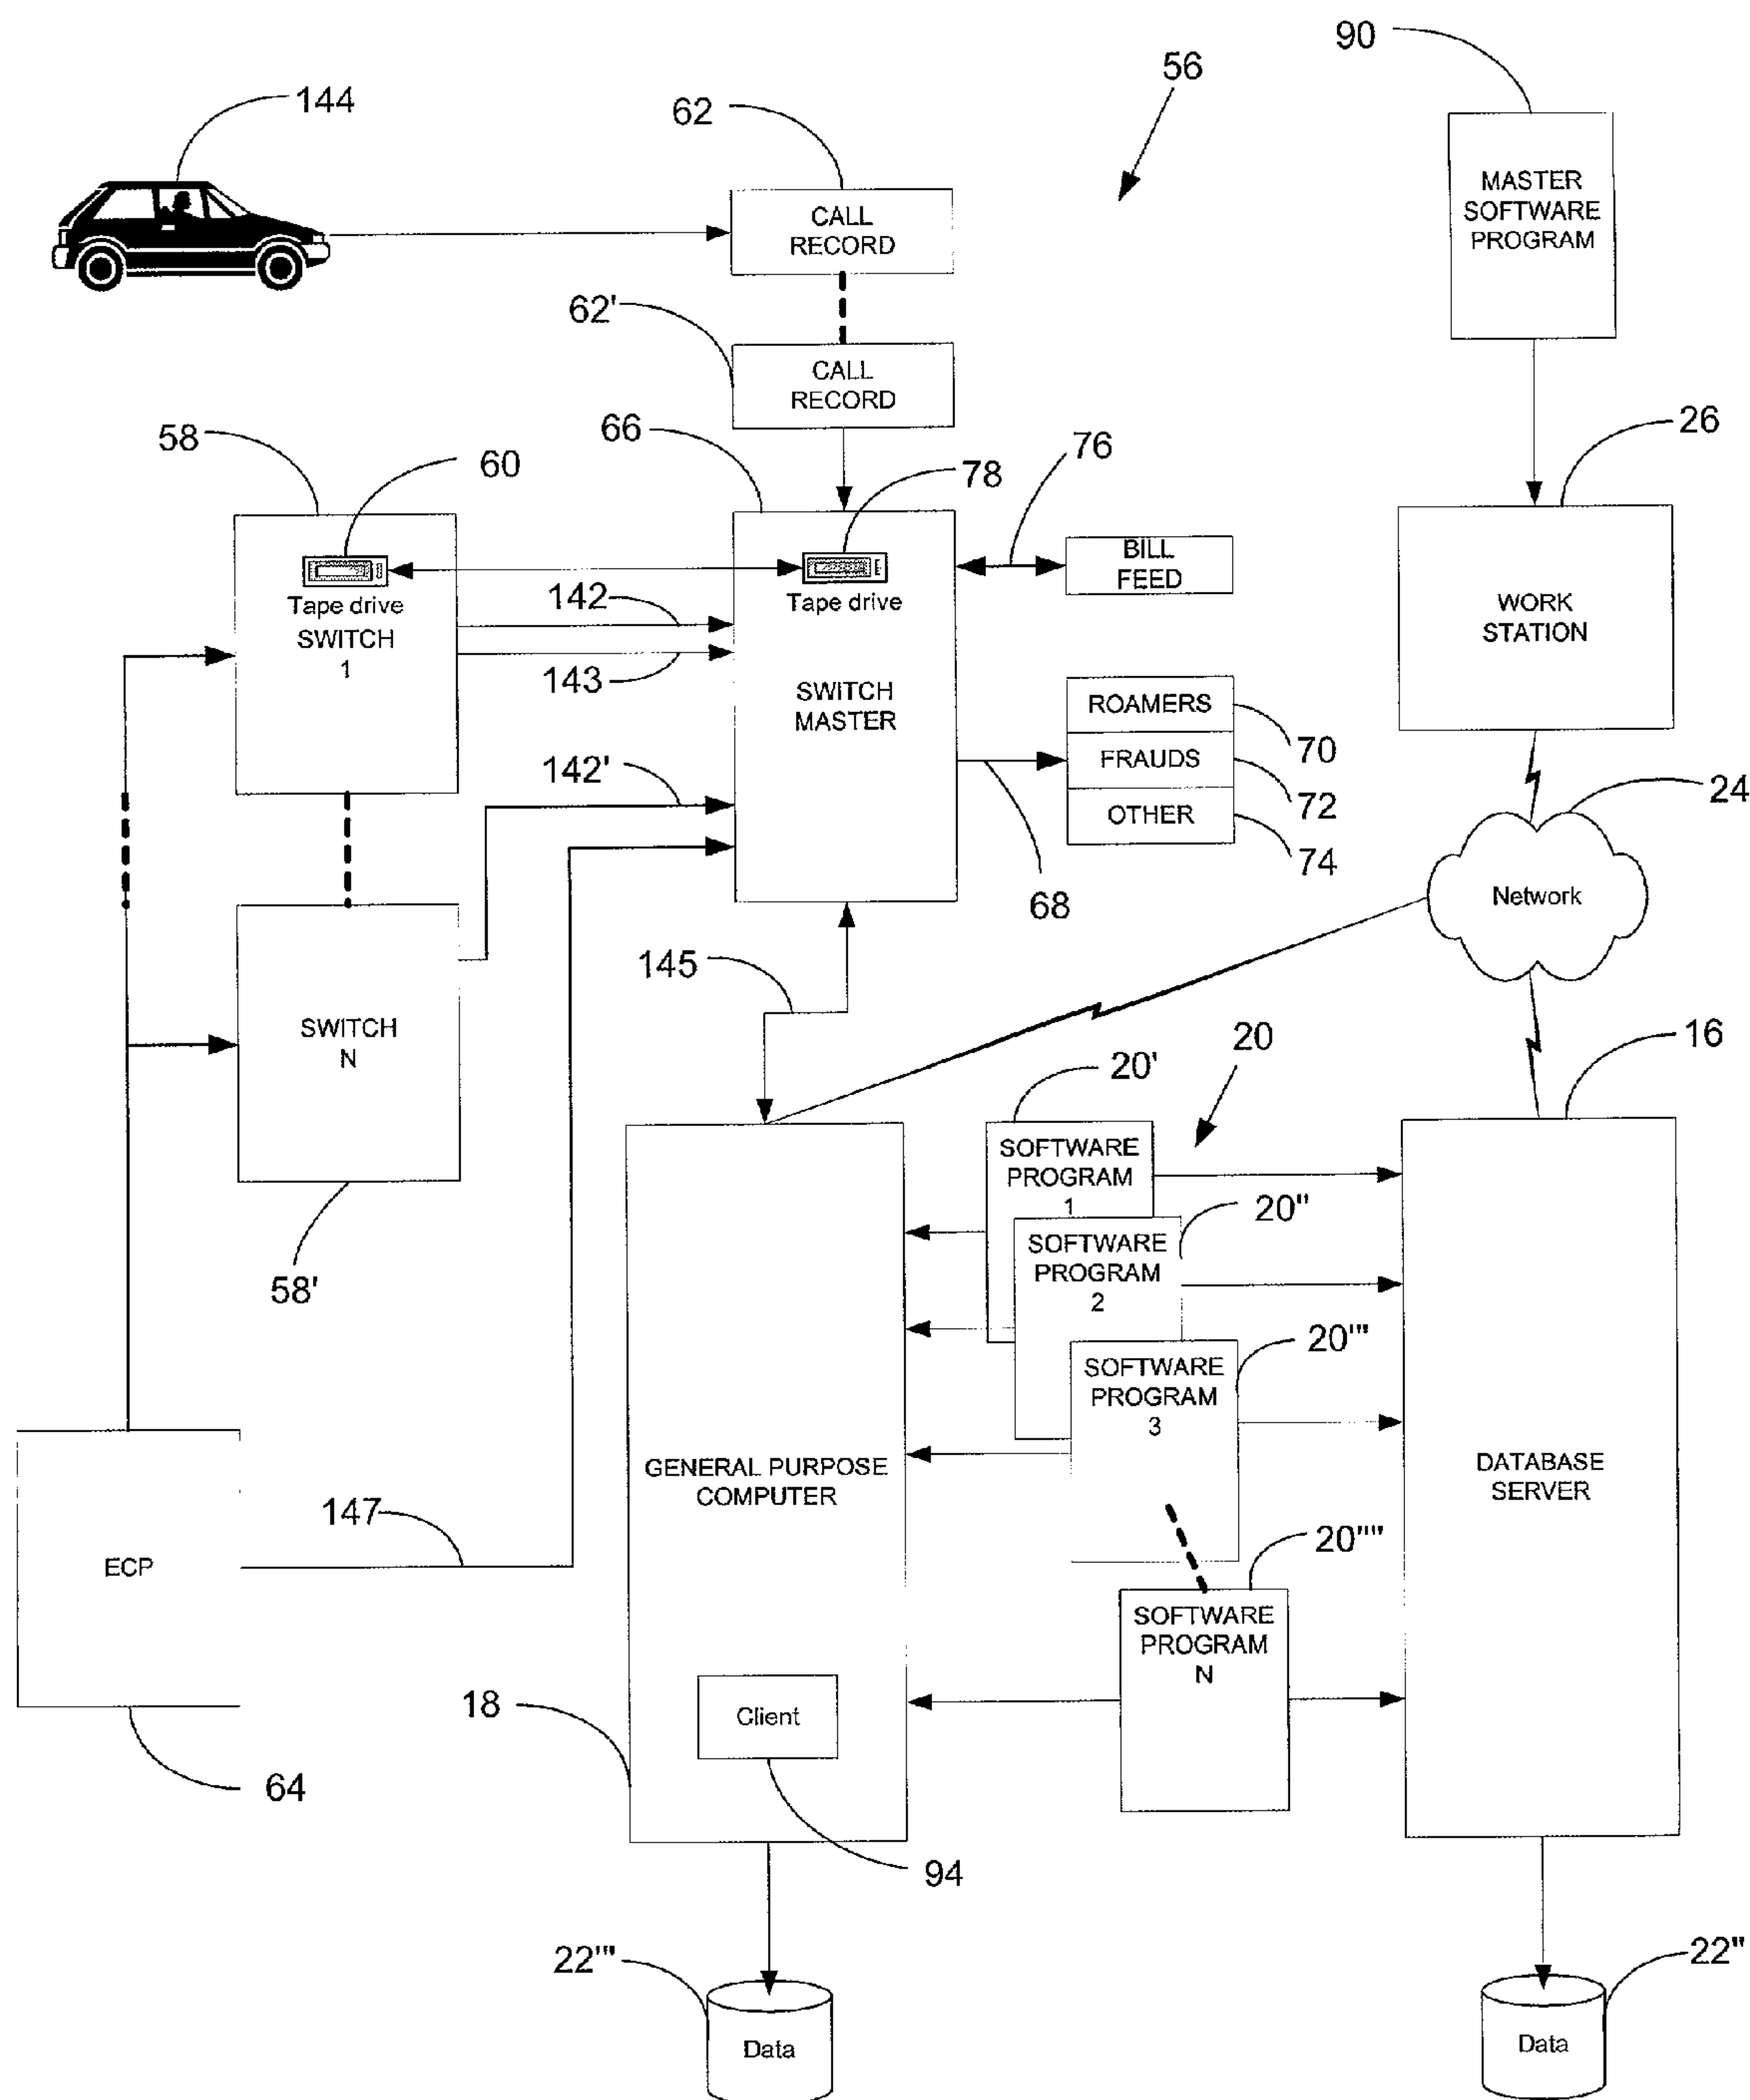 90
56
144
62
CALL
RECORD
MASTER
SOFTWARE
PROGRAM
62'
CALL
RECORD
58
60
66
78
76
26
Tape drive
SWITCH
1
Tape drive
BILL
FEED
WORK
STATION
142
143
SWITCH
MASTER
ROAMERS
FRAUDS
OTHER
70
72
74
142'
68
24
Network
145
SWITCH
N
58'
20'
20
16
SOFTWARE
PROGRAM
1
20"
SOFTWARE
PROGRAM
2
20'"
SOFTWARE
PROGRAM
3
GENERAL PURPOSE
COMPUTER
DATABASE
SERVER
147
ECP
20""
SOFTWARE
PROGRAM
N
18
Client
64
94
22'"
Data
22"
Data